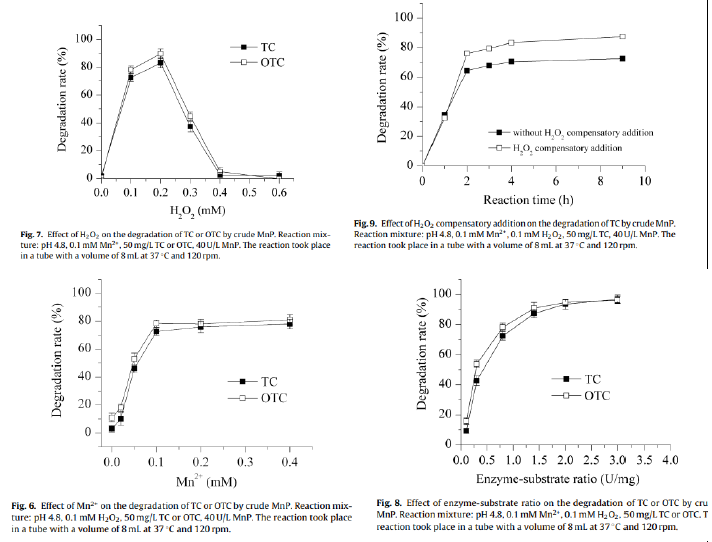 100
80
60
40
20
0
Degradation rate (%)
TC
OTC
0.0 0.1 0.2 0.3 0.4 0.6
H2O2 (mM)
Fig. 7. Effect of H2O2 on the degradation of TC or OTC by crude MnP. Reaction mix-
ture: pH 4.8, 0.1 mM Mn2+, 50 mg/L TC or OTC, 40 U/L MnP. The reaction took place
in a tube with a volume of 8 mL at 37 °C and 120 rpm.
100
80
60
40
20
0
Degradation rate (%)
without H2O2 compensatory addition
H2O2 compensatory addition
0 2 4 6 8 10
Reaction time (h)
Fig. 9. Effect of H2O2 compensatory addition on the degradation of TC by crude MnP.
Reaction mixture: pH 4.8, 0.1 mM Mn2+, 0.1 mM H2O2, 50 mg/L TC, 40 U/L MnP. The
reaction took place in a tube with a volume of 8 mL at 37 °C and 120 rpm.
100
80
60
40
20
0
Degradation rate (%)
TC
OTC
0.0 0.1 0.2 0.3 0.4
Mn2+ (mM)
Fig. 6. Effect of Mn2+ on the degradation of TC or OTC by crude MnP. Reaction mix-
ture: pH 4.8, 0.1 mM H2O2, 50 mg/L TC or OTC, 40 U/L MnP. The reaction took place
in a tube with a volume of 8 mL at 37 °C and 120 rpm.
100
80
60
40
20
0
Degradation rate (%)
TC
OTC
0.0 0.5 1.0 1.5 2.0 2.5 3.0 3.5 4.0
Enzyme-substrate ratio (U/mg)
Fig. 8. Effect of enzyme-substrate ratio on the degradation of TC or OTC by cru
MnP. Reaction mixture: pH 4.8, 0.1 mM Mn2+, 0.1 mM H2O2, 50 mg/L TC or OTC. T
reaction took place in a tube with a volume of 8 mL at 37 °C and 120 rpm.